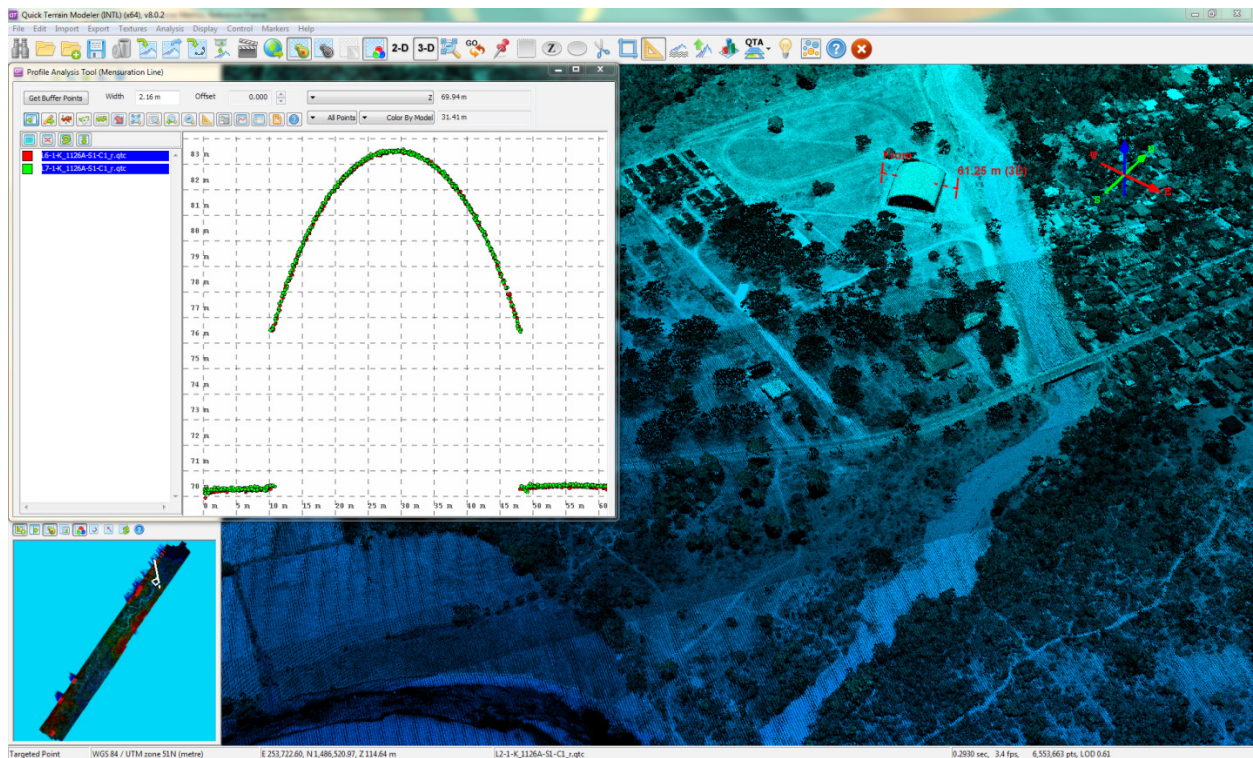 Quick Terrain Modeler (INTL) (x64), v8.0.2
File Edit Import Export Textures Analysis Display Control Markers Help
2-D 3-D GO Z QTA
Profile Analysis Tool (Mensuration Line)
Get Buffer Points Width 2.16 m Offset 0.000 Z 69.94 m
All Points Color By Model 31.41 m
L6-1-K_1126A-S1-C1_r.qtc
L7-1-K_1126A-S1-C1_r.qtc
83 m
82 m
81 m
80 m
79 m
78 m
77 m
76 m
75 m
74 m
73 m
72 m
71 m
70 m
0 m 5 m 10 m 15 m 20 m 25 m 30 m 35 m 40 m 45 m 50 m 55 m 60
61.25 m (3D)
Targeted Point WGS 84 / UTM zone 51N (metre) E 253,722.60, N 1,486,520.97, Z 114.64 m L2-1-K_1126A-S1-C1_r.qtc 0.2930 sec, 3.4 fps, 6,553,663 pts, LOD 0.61